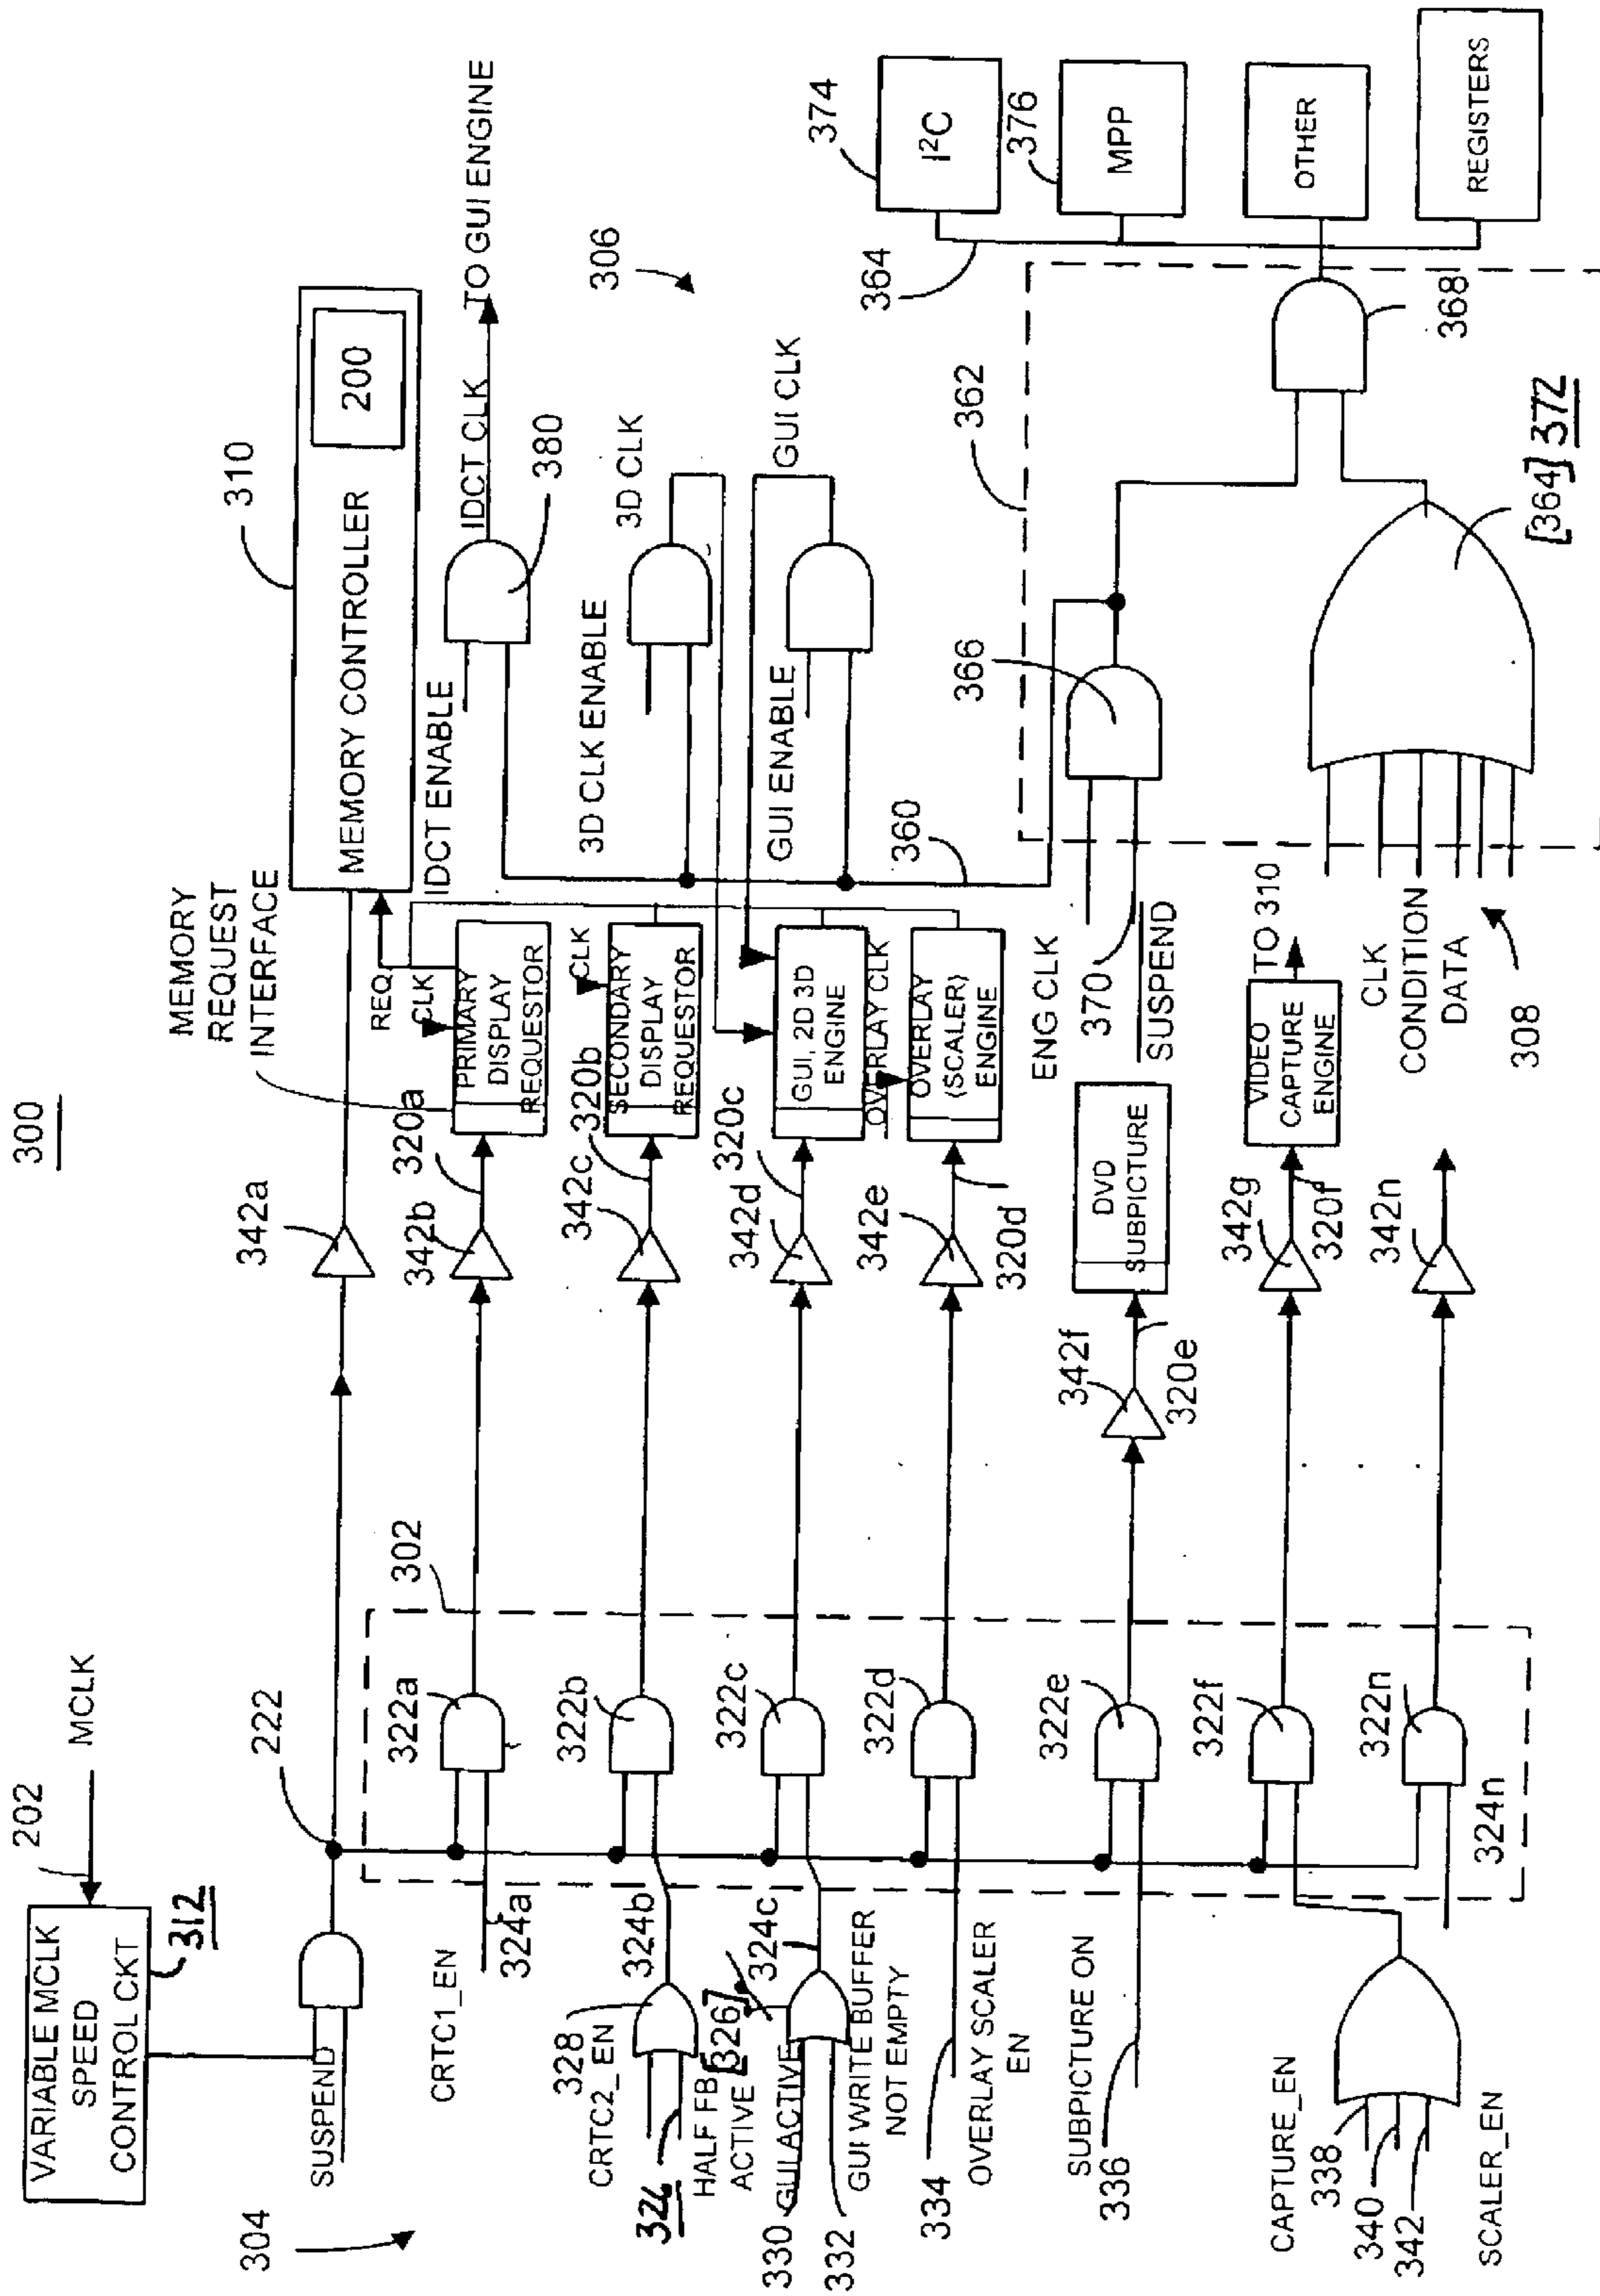 300
VARIABLE MCLK
SPEED
CONTROL CKT
202
MCLK
312
304
SUSPEND
222
302
342a
310
MEMORY CONTROLLER
200
MEMORY
REQUEST
INTERFACE
REQ
CLK
CRTC1_EN
324a
322a
342b
320a
PRIMARY
DISPLAY
REQUESTOR
IDCT ENABLE
IDCT CLK
TO GUI ENGINE
380
328
CRTC2_EN
326
HALF FB
ACTIVE
[326]
324b
322b
342c
320b
CLK
SECONDARY
DISPLAY
REQUESTOR
3D CLK ENABLE
3D CLK
306
330
GUI ACTIVE
332
GUI WRITE BUFFER
NOT EMPTY
324c
322c
342d
320c
GUI, 2D 3D
ENGINE
GUI ENABLE
GUI CLK
334
OVERLAY SCALER
EN
322d
342e
320d
OVERLAY CLK
OVERLAY
(SCALER)
ENGINE
360
336
SUBPICTURE ON
322e
342f
320e
DVD
SUBPICTURE
ENG CLK
370
SUSPEND
366
362
364
374
I²C
376
MPP
OTHER
REGISTERS
368
CAPTURE_EN
338
340
342
SCALER_EN
322f
342g
320f
VIDEO
CAPTURE
ENGINE
TO 310
322n
324n
342n
CLK
CONDITION
DATA
308
[364] 372